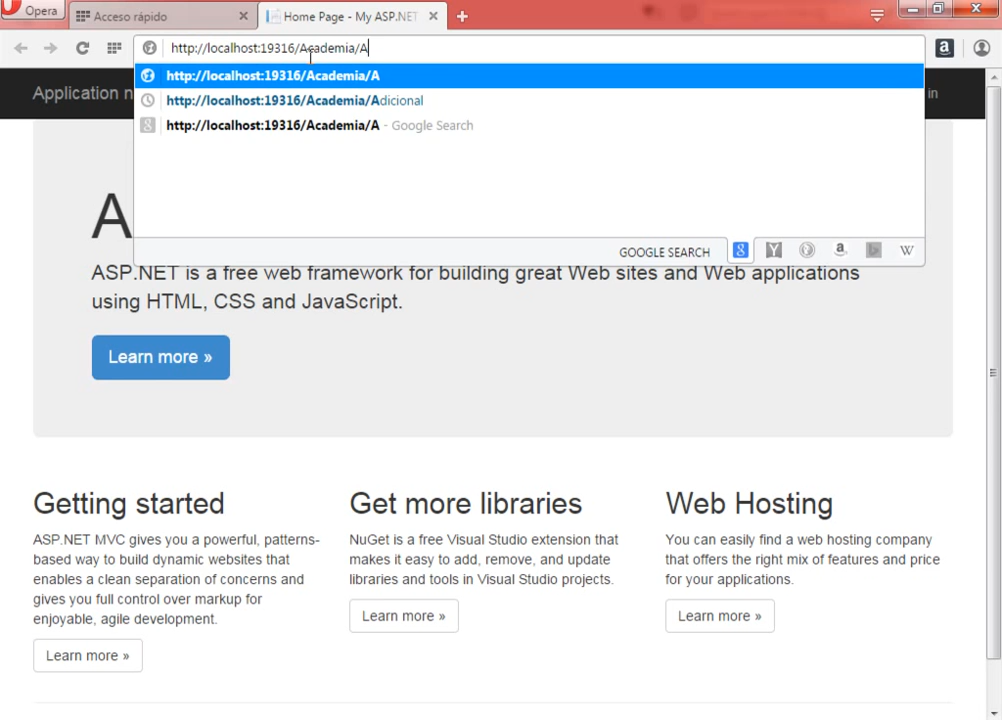 Opera
Acceso rápido
Home Page - My ASP.NET
http://localhost:19316/Academia/A
http://localhost:19316/Academia/A
http://localhost:19316/Academia/Adicional
http://localhost:19316/Academia/A - Google Search
GOOGLE SEARCH
Application n
in
A
ASP.NET is a free web framework for building great Web sites and Web applications
using HTML, CSS and JavaScript.
Learn more »
Getting started
ASP.NET MVC gives you a powerful, patterns-
based way to build dynamic websites that
enables a clean separation of concerns and
gives you full control over markup for
enjoyable, agile development.
Learn more »
Get more libraries
NuGet is a free Visual Studio extension that
makes it easy to add, remove, and update
libraries and tools in Visual Studio projects.
Learn more »
Web Hosting
You can easily find a web hosting company
that offers the right mix of features and price
for your applications.
Learn more »